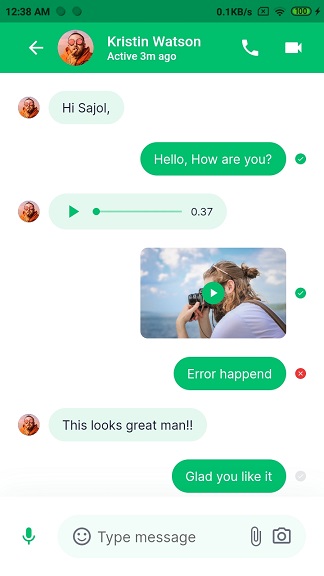 12:38 AM 0.1KB/s 100
Kristin Watson
Active 3m ago
Hi Sajol,
Hello, How are you?
0.37
Error happend
This looks great man!!
Glad you like it
Type message